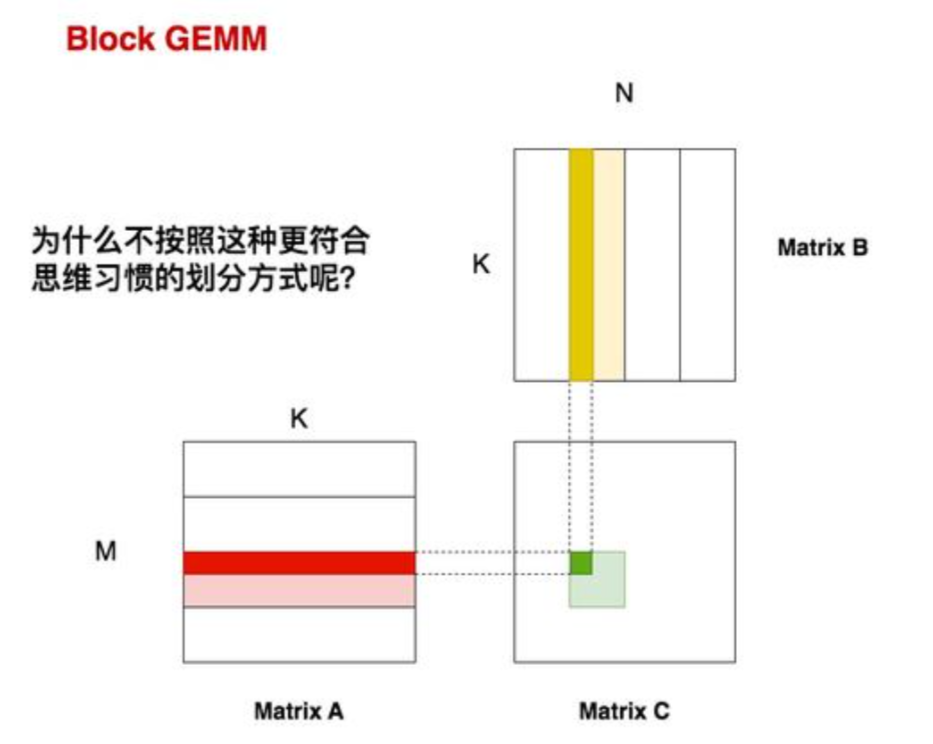 Block GEMM
N
为什么不按照这种更符合
思维习惯的划分方式呢?
K
Matrix B
K
M
Matrix A
Matrix C